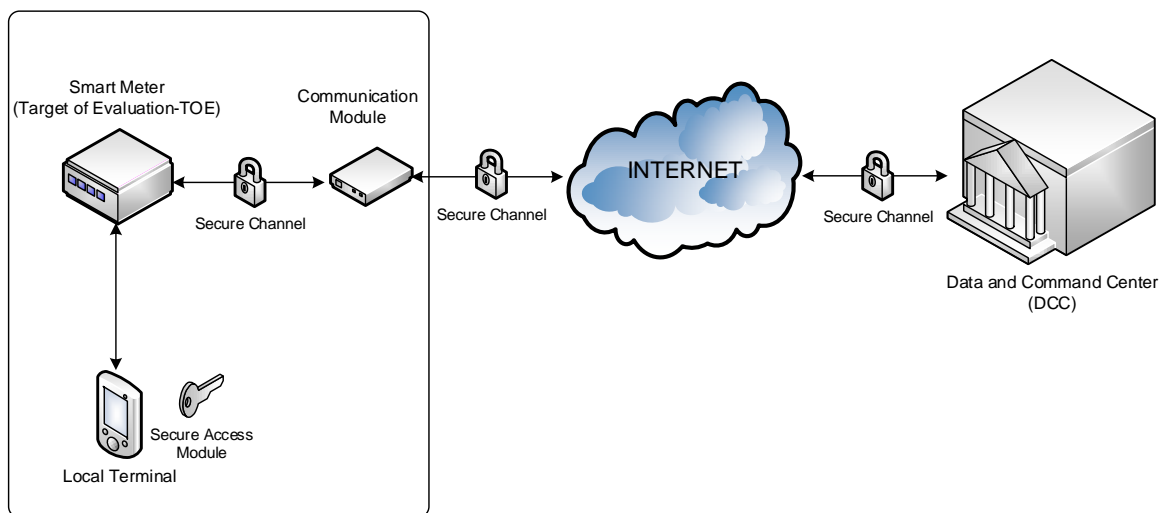 Smart Meter
(Target of Evaluation-TOE)
Communication
Module
INTERNET
Secure Channel
Secure Channel
Secure Channel
Data and Command Center
(DCC)
Secure Access
Module
Local Terminal